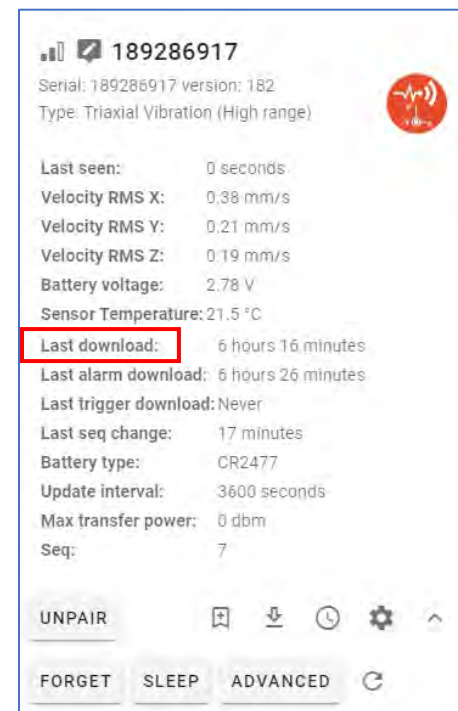 189286917
Serial: 189286917 version: 182
Type: Triaxial Vibration (High range)
Last seen: 0 seconds
Velocity RMS X: 0.38 mm/s
Velocity RMS Y: 0.21 mm/s
Velocity RMS Z: 0.19 mm/s
Battery voltage: 2.78 V
Sensor Temperature: 21.5 °C
Last download: 6 hours 16 minutes
Last alarm download: 6 hours 26 minutes
Last trigger download: Never
Last seq change: 17 minutes
Battery type: CR2477
Update interval: 3600 seconds
Max transfer power: 0 dbm
Seq: 7
UNPAIR
FORGET SLEEP ADVANCED